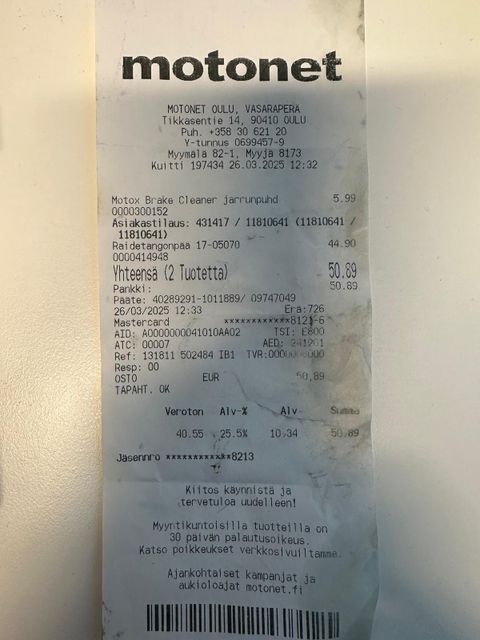 motonet
MOTONET OULU, VASARAPERA
Tikkasentie 14, 90410 OULU
Puh. +358 30 621 20
Y-tunnus 0699457-9
Myymälä 82-1, Myyjä 8173
Kuitti 197434 26.03.2025 12:32
Motox Brake Cleaner jarrunpuhd 5.99
0000300152
Asiakastilaus: 431417 / 11810641 (11810641 /
11810641)
Raidetangonpää 17-05070 44.90
0000414948
Yhteensä (2 Tuotetta) 50.89
Pankki: 50.89
Pääte: 40289291-1011889/ 09747049
26/03/2025 12:33 Erä:726
Mastercard
AID: A0000000041010AA02 TSI: E800
ATC: 00007 AED:
Ref: 131811 502484 IB1 TVR:
Resp: 00
OSTO EUR 50,89
TAPAHT. OK
Veroton Alv-% Alv Summa
40.55 25.5% 10.34 50.89
Jäsennro ************8213
Kiitos käynnistä ja
tervetuloa uudelleen!
Myyntikuntoisilla tuotteilla on
30 päivän palautusoikeus.
Katso poikkeukset verkkosivuiltamme.
Ajankohtaiset kampanjat ja
aukioloajat motonet.fi